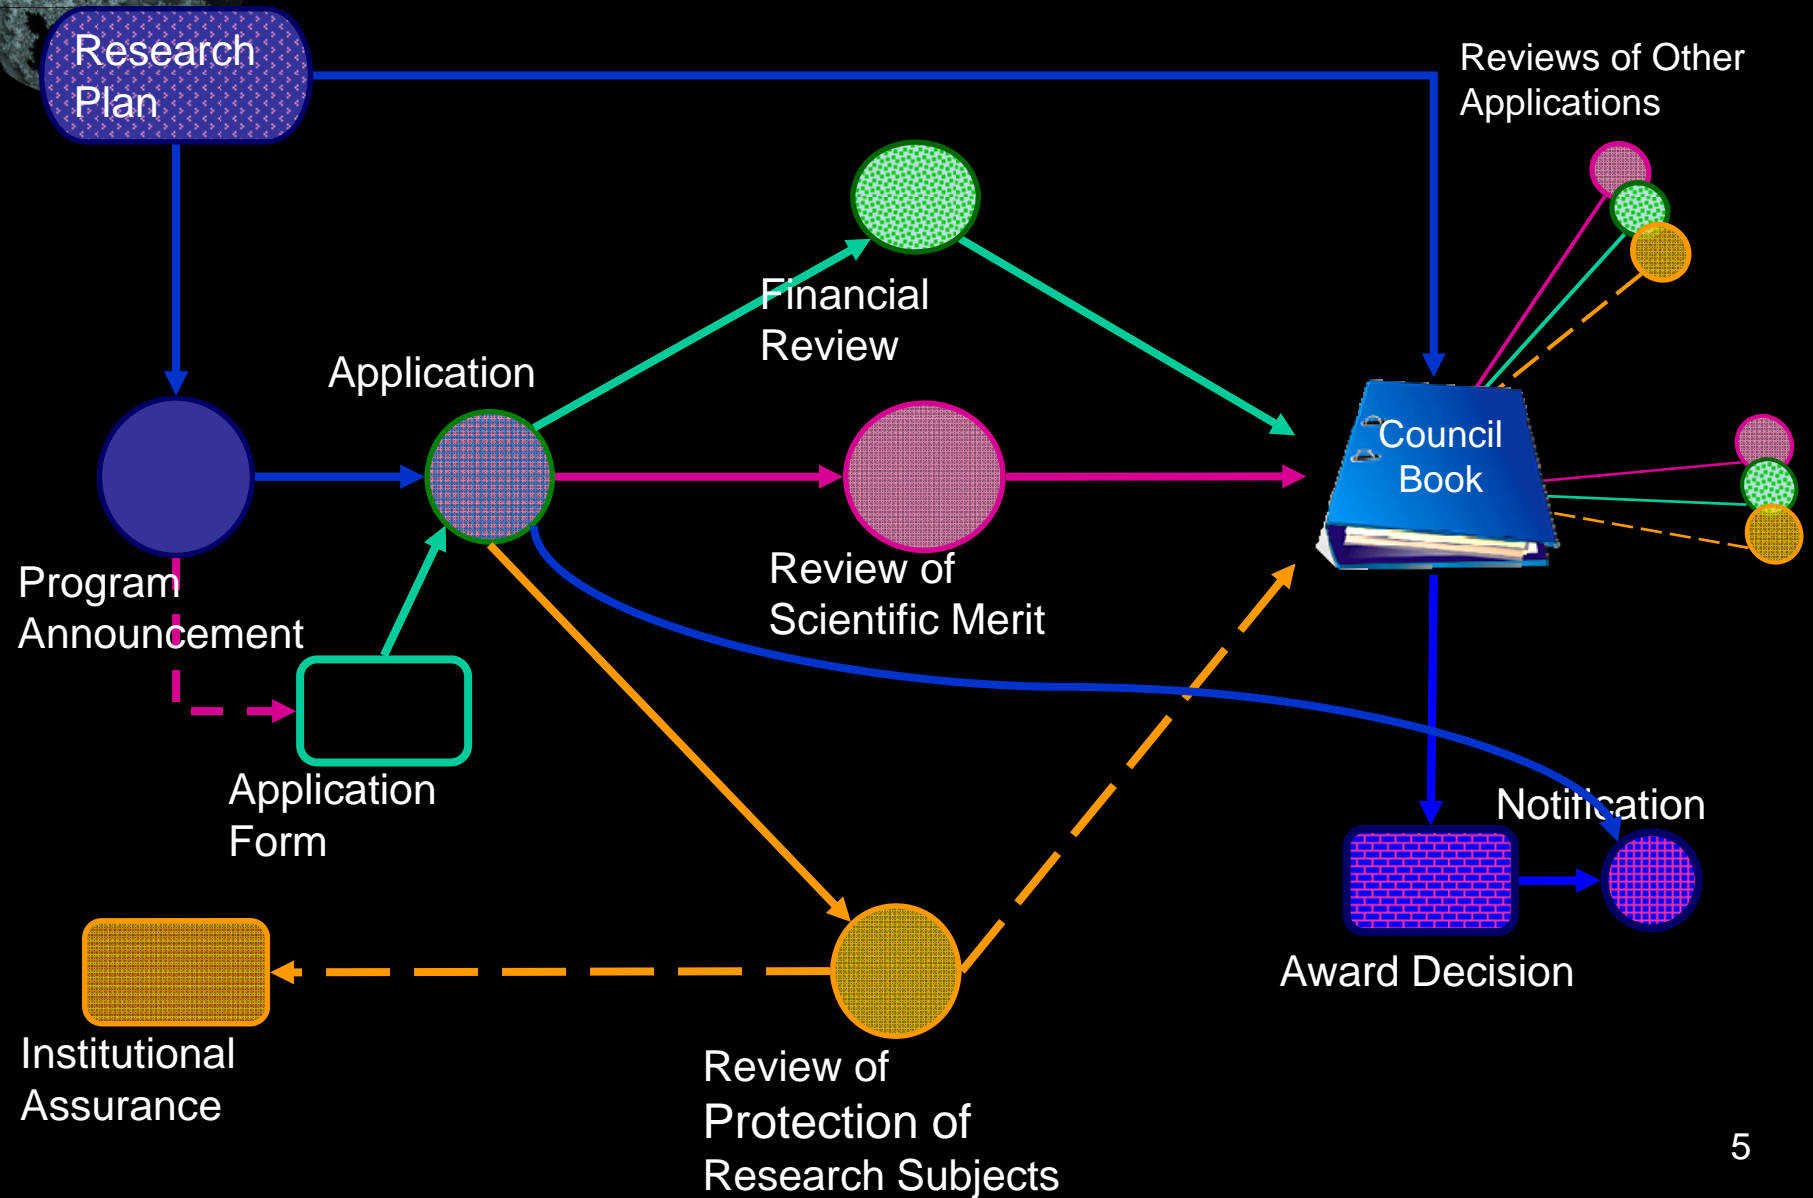 Research
Plan
Reviews of Other
Applications
Financial
Review
Application
Council
Book
Program
Announcement
Review of
Scientific Merit
Application
Form
Notification
Award Decision
Institutional
Assurance
Review of
Protection of
Research Subjects
5